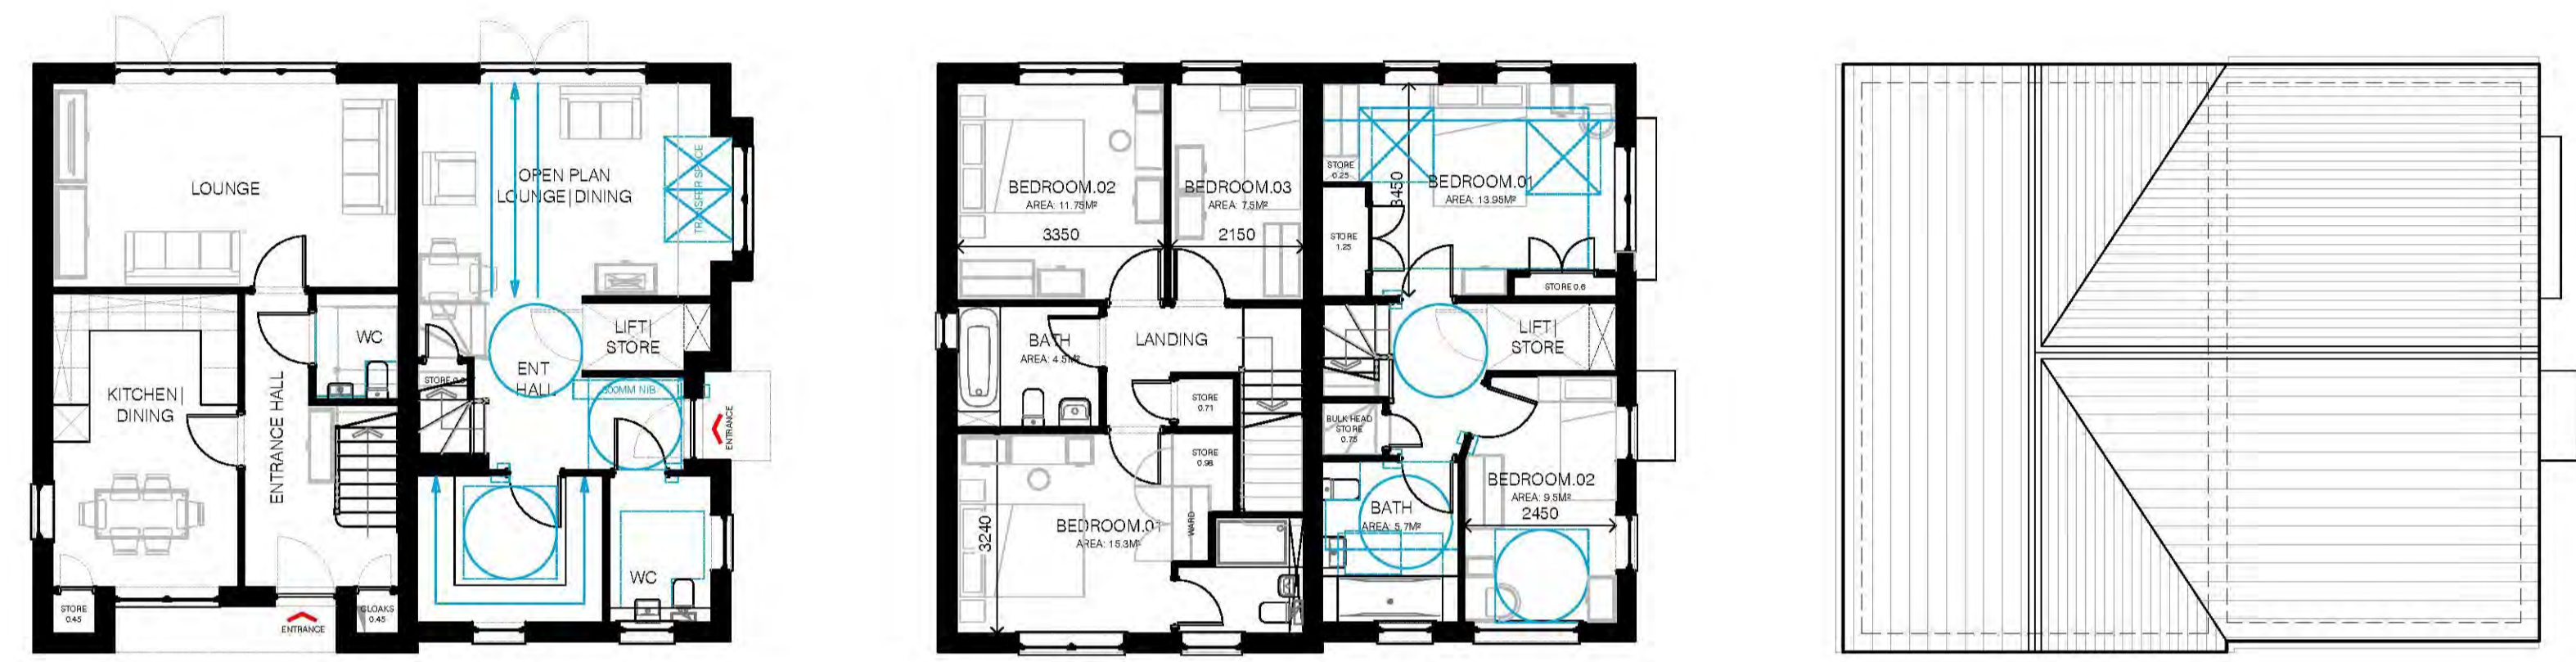 LOUNGE
KITCHEN|
DINING
ENTRANCE HALL
WC
STORE
0.45
ENTRANCE
CLOAKS
0.45
OPEN PLAN
LOUNGE|DINING
TRANSFER SPACE
LIFT|
STORE
ENT
HALL
300MM NIB
ENTRANCE
WC
BEDROOM.02
AREA: 11.75M²
3350
BEDROOM.03
AREA: 7.5M²
2150
BATH
LANDING
STORE
0.71
STORE
0.98
BEDROOM.01
AREA: 15.3M²
3240
WARD
STORE
0.25
3450
BEDROOM.01
AREA: 13.95M²
STORE
1.25
STORE 0.6
LIFT|
STORE
BULK HEAD
STORE
0.75
BATH
AREA: 5.7M²
BEDROOM.02
AREA: 9.5M²
2450